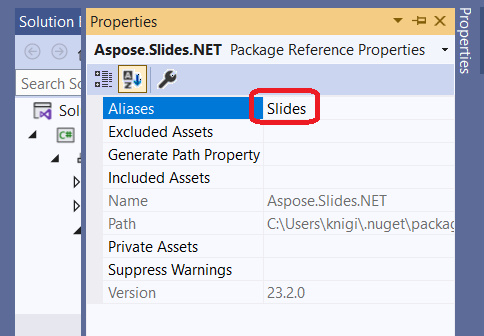 Solution E
Properties
Properties
Aspose.Slides.NET Package Reference Properties
Search So
Aliases Slides
Sol
Excluded Assets
C#
Generate Path Property
Included Assets
Name Aspose.Slides.NET
Path C:\Users\knigi\.nuget\packag
Private Assets
Suppress Warnings
Version 23.2.0